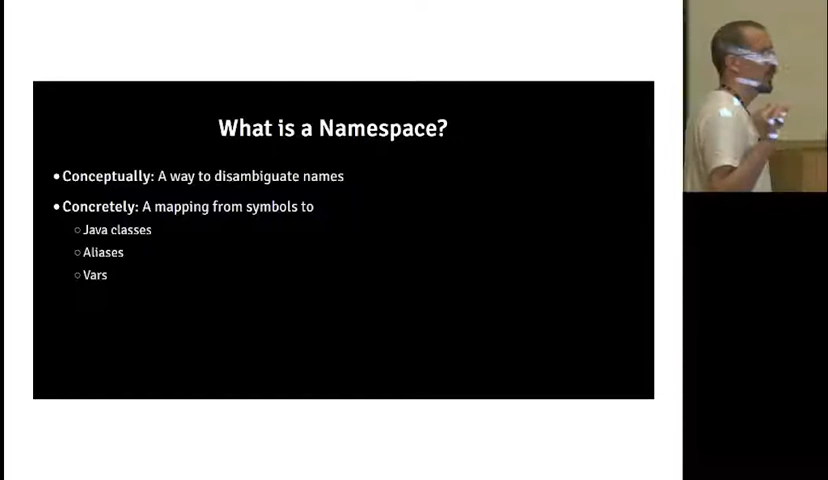 What is a Namespace?
• Conceptually: A way to disambiguate names
• Concretely: A mapping from symbols to
○ Java classes
○ Aliases
○ Vars